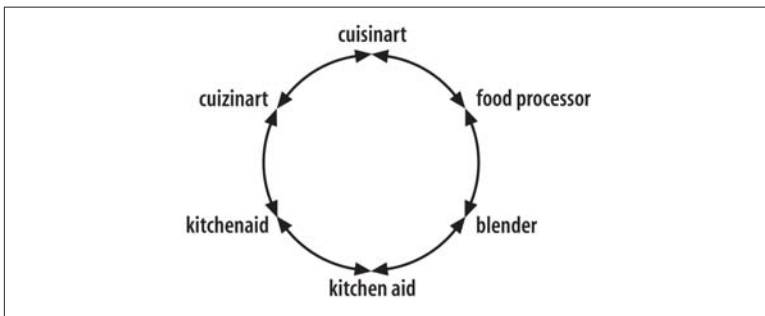 cuisinart
cuizinart
food processor
kitchenaid
blender
kitchen aid